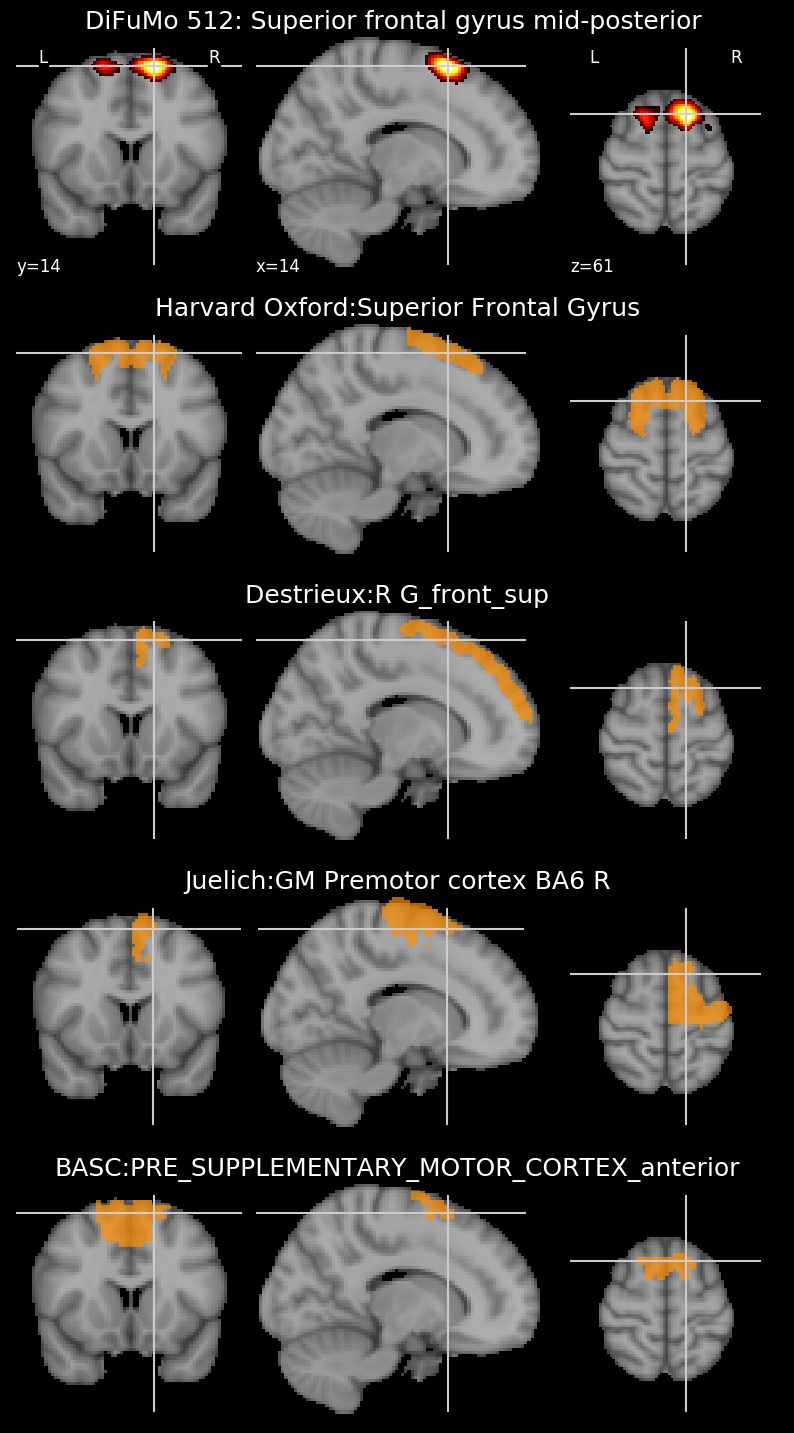 DiFuMo 512: Superior frontal gyrus mid-posterior
L R L R
y=14 x=14 z=61
Harvard Oxford:Superior Frontal Gyrus
Destrieux:R G_front_sup
Juelich:GM Premotor cortex BA6 R
BASC:PRE_SUPPLEMENTARY_MOTOR_CORTEX_anterior